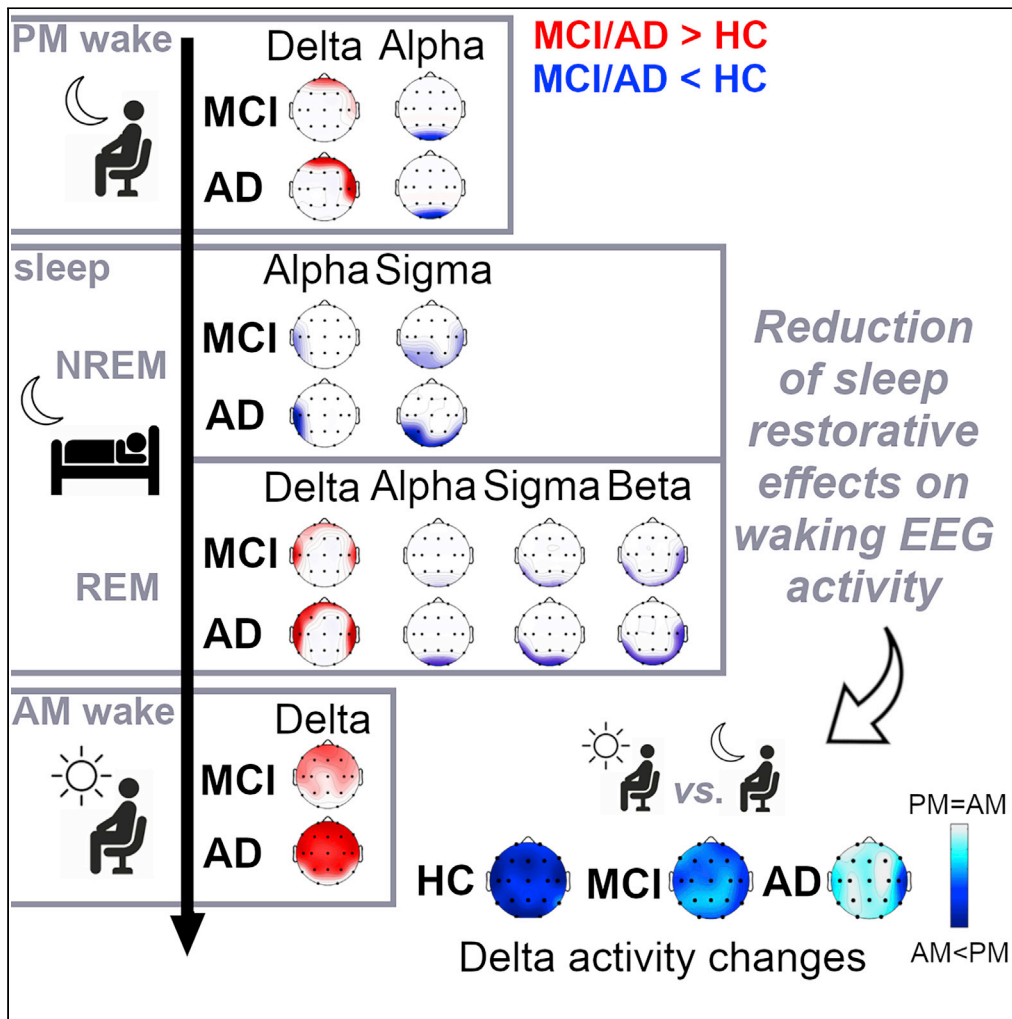 PM wake
Delta Alpha
MCI
AD
MCI/AD > HC
MCI/AD < HC
sleep
NREM
Alpha Sigma
MCI
AD
REM
Delta Alpha Sigma Beta
MCI
AD
AM wake
Delta
MCI
AD
Reduction
of sleep
restorative
effects on
waking EEG
activity
vs.
HC MCI AD
PM=AM
AM<PM
Delta activity changes